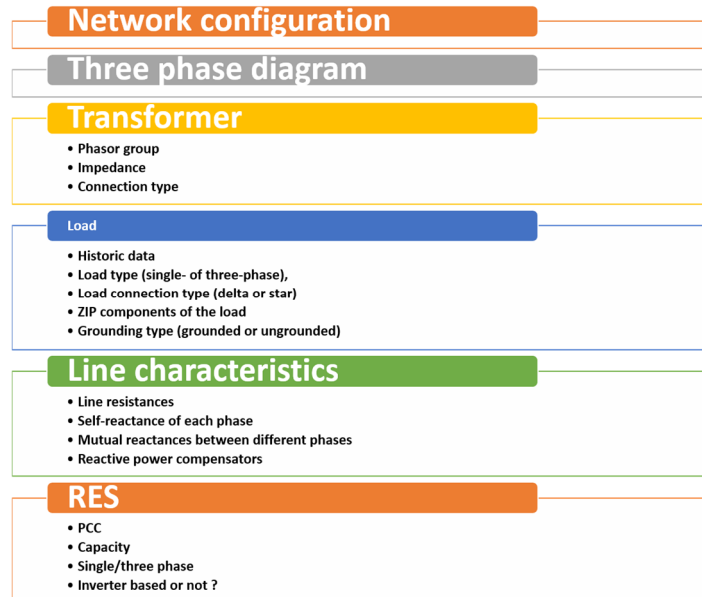 Network configuration
Three phase diagram
Transformer
• Phasor group
• Impedance
• Connection type
Load
• Historic data
• Load type (single- of three-phase),
• Load connection type (delta or star)
• ZIP components of the load
• Grounding type (grounded or ungrounded)
Line characteristics
• Line resistances
• Self-reactance of each phase
• Mutual reactances between different phases
• Reactive power compensators
RES
• PCC
• Capacity
• Single/three phase
• Inverter based or not ?